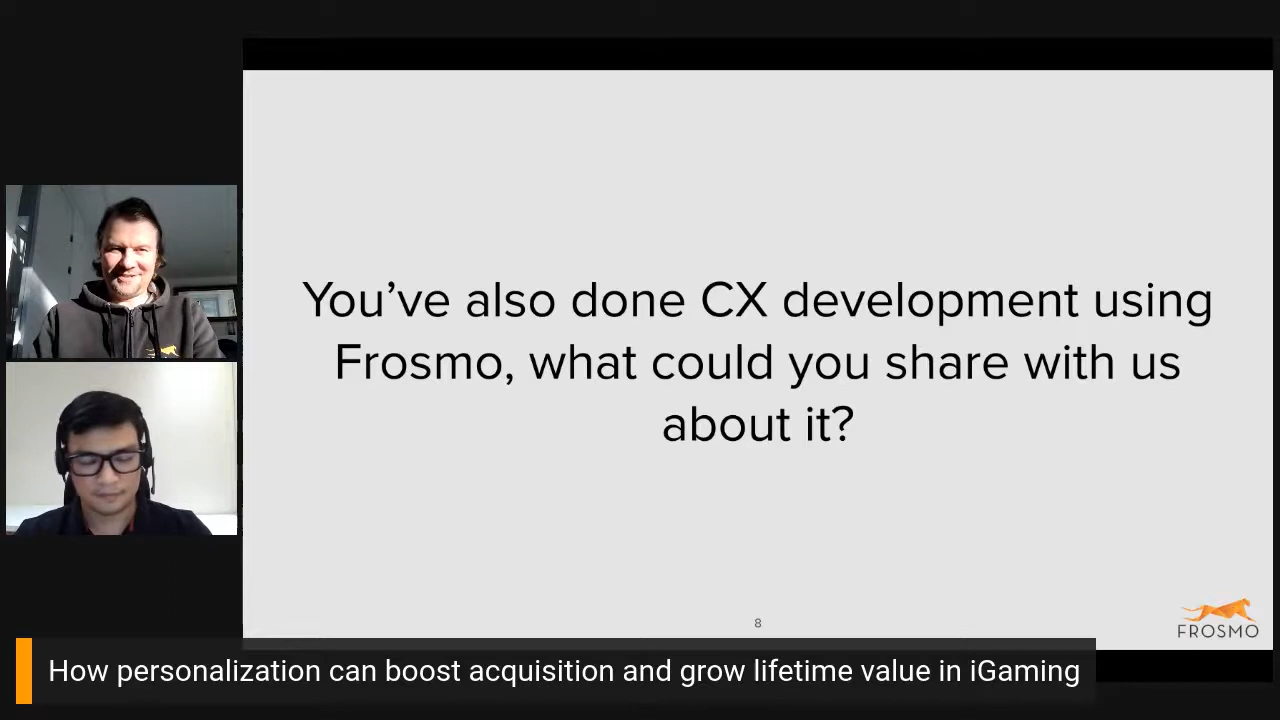 You’ve also done CX development using
Frosmo, what could you share with us
about it?
8
FROSMO
How personalization can boost acquisition and grow lifetime value in iGaming